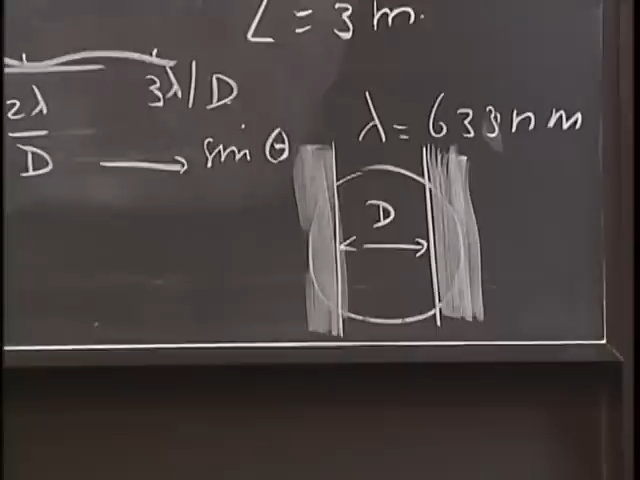 L = 3 m.
2λ/D
3λ/D
→ sin θ
λ = 633 nm
D